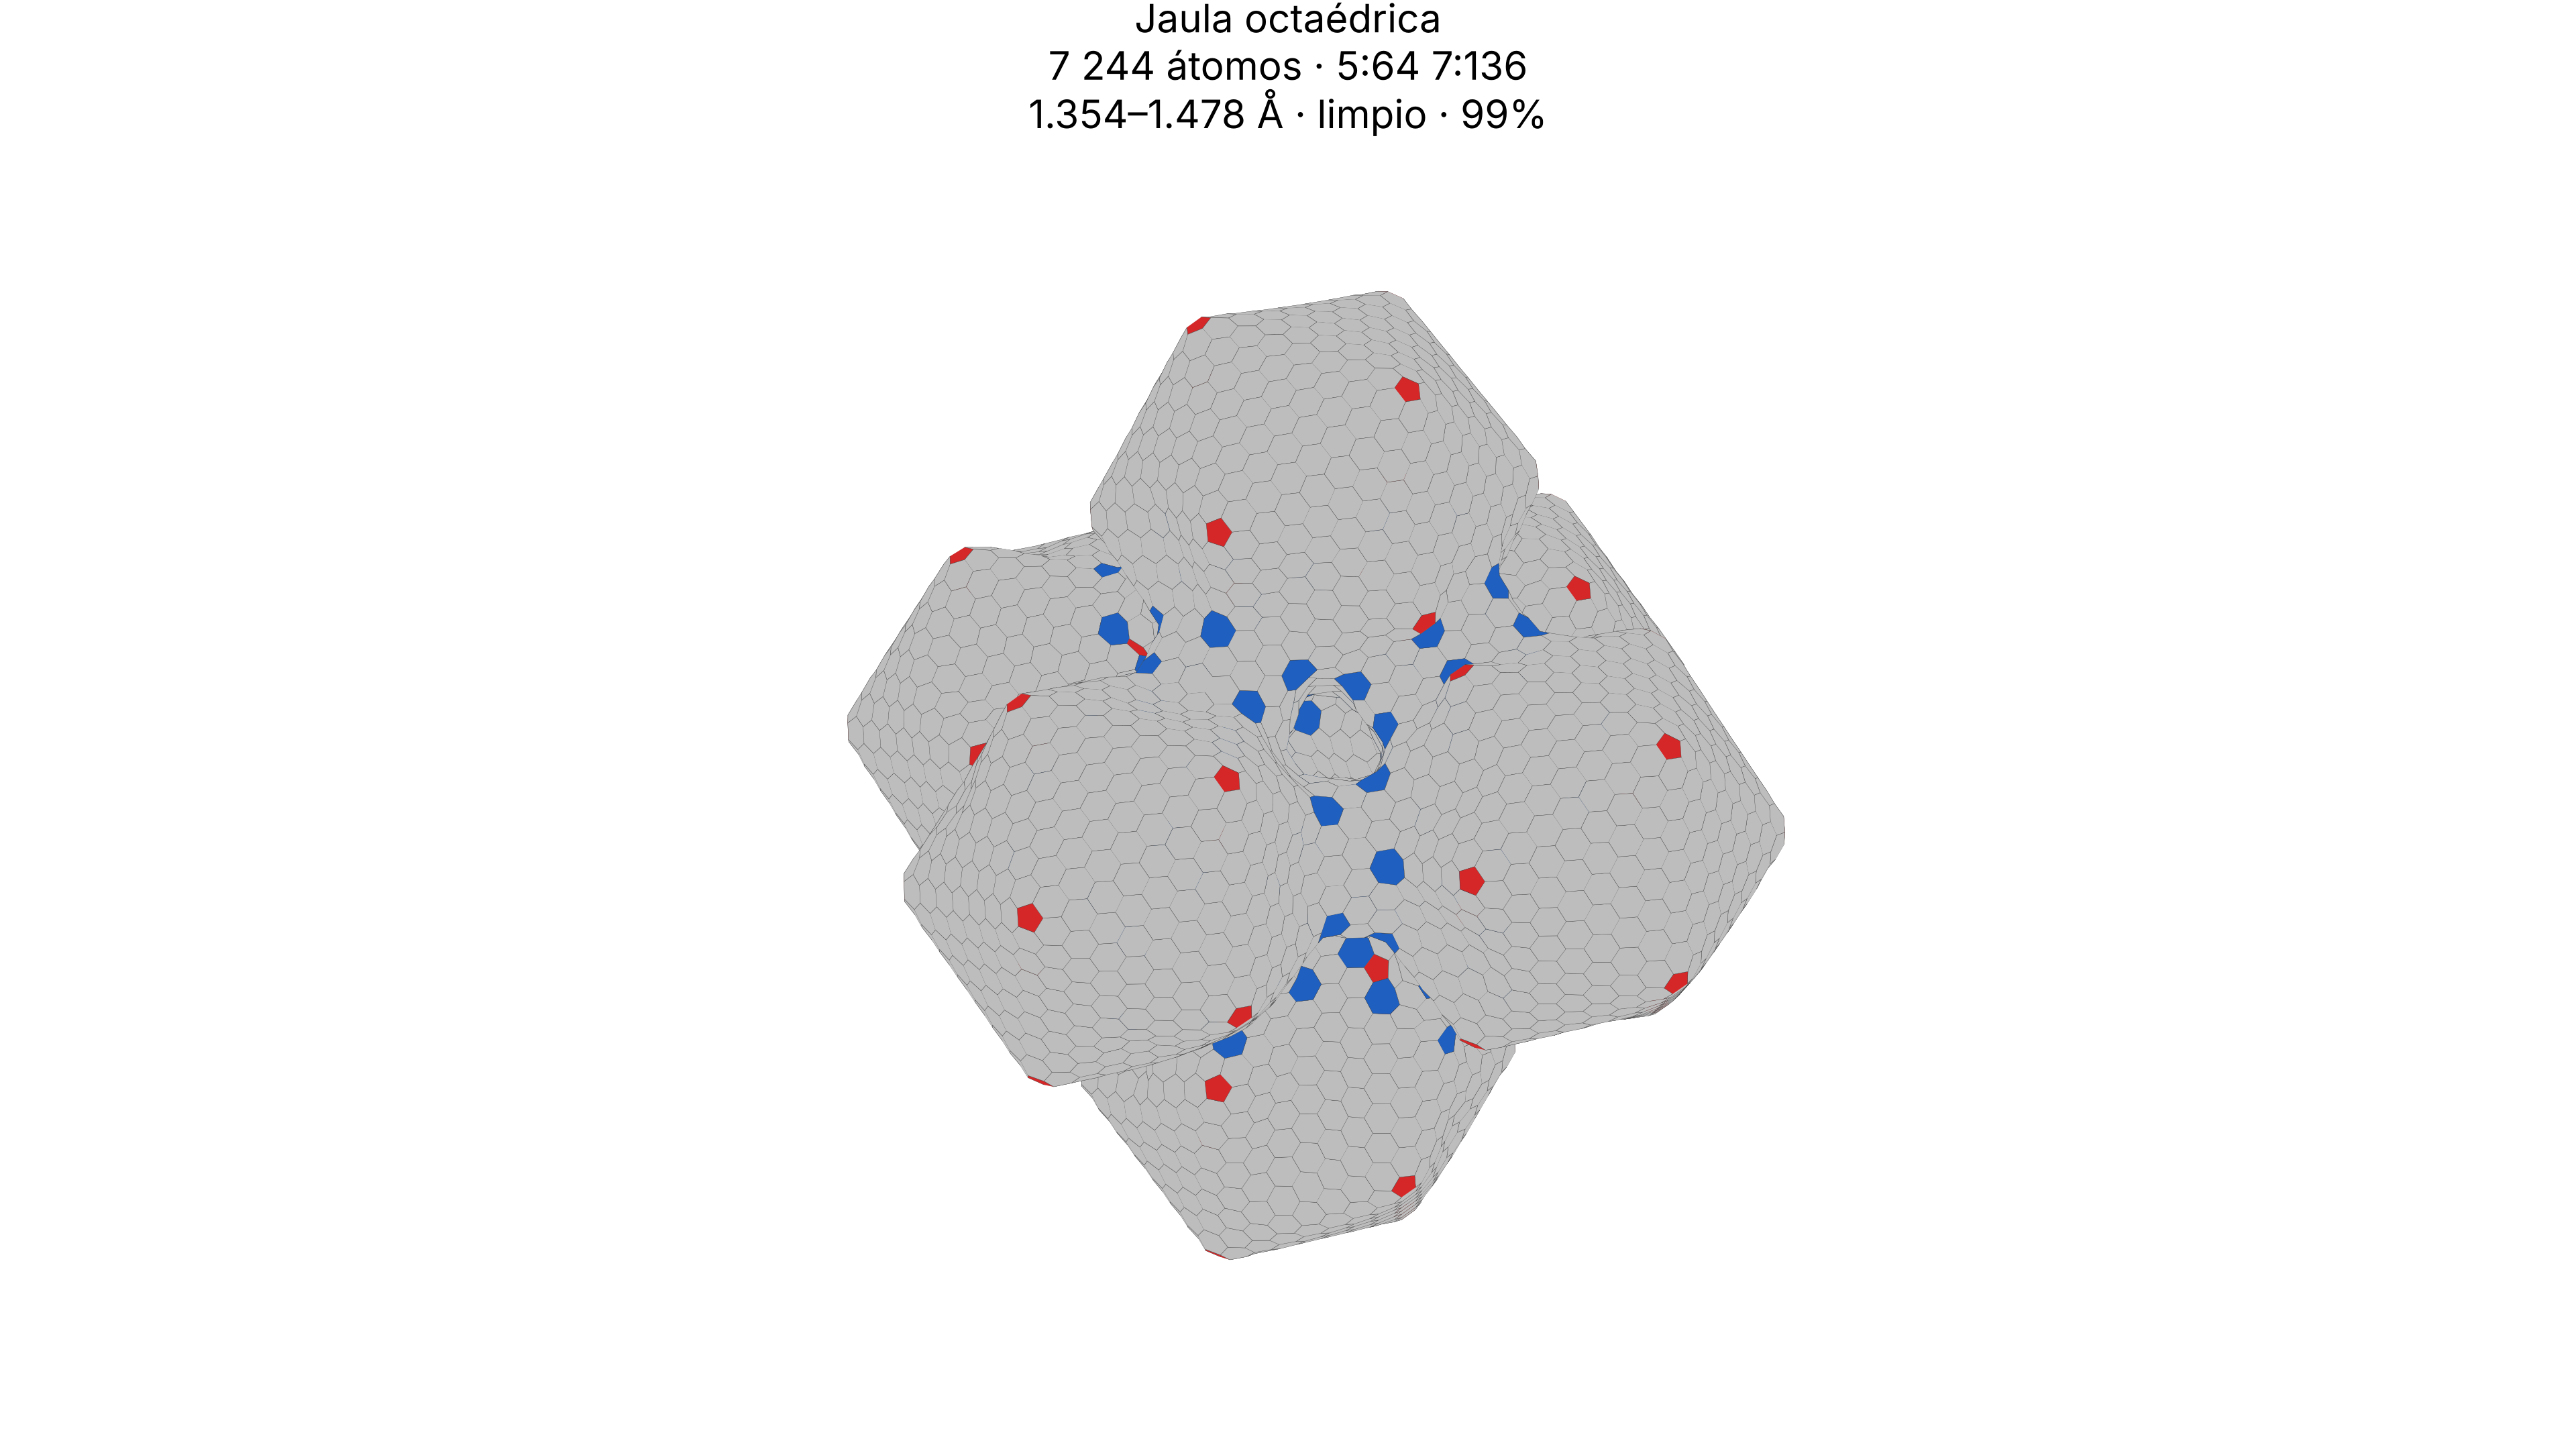 Jaula octaédrica
7 244 átomos · 5:64 7:136
1.354–1.478 Å · limpio · 99%